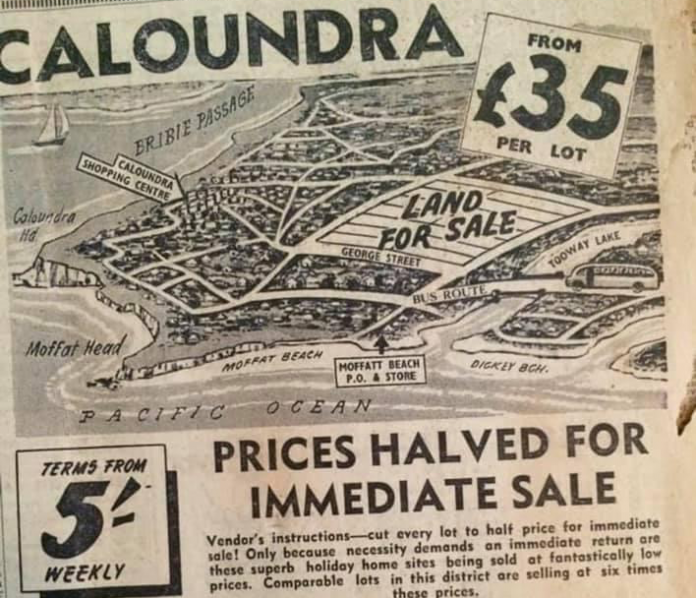 CALOUNDRA
FROM
£35
PER LOT
BRIBIE PASSAGE
CALOUNDRA
SHOPPING CENTRE
Caloundra
Hd.
LAND
FOR SALE
GEORGE STREET
TOOWAY LAKE
BUS ROUTE
Moffat Head
MOFFAT BEACH
MOFFATT BEACH
P.O. & STORE
DICKEY BCH.
PACIFIC OCEAN
TERMS FROM
5/-
WEEKLY
PRICES HALVED FOR
IMMEDIATE SALE
Vendor's instructions—cut every lot to half price for immediate
sale! Only because necessity demands an immediate return are
these superb holiday home sites being sold at fantastically low
prices. Comparable lots in this district are selling at six times
these prices.